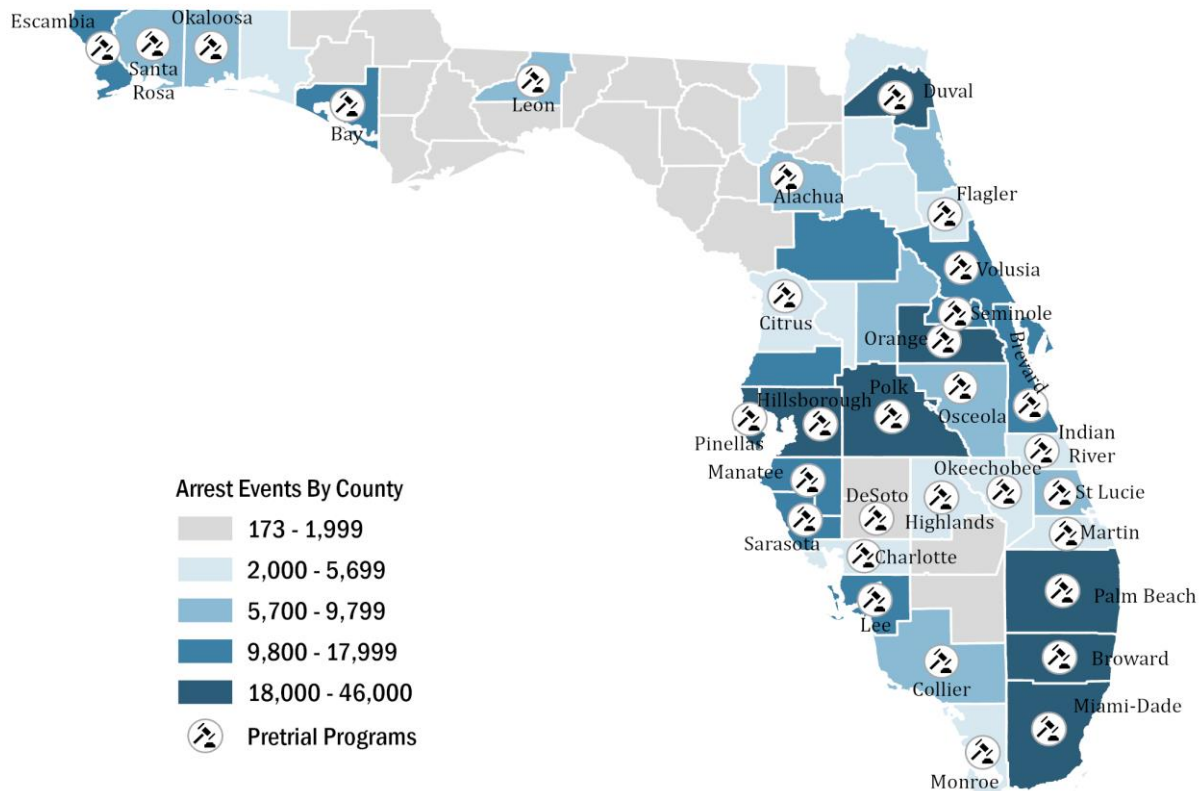 Escambia
Okaloosa
Santa
Rosa
Bay
Leon
Duval
Alachua
Flagler
Volusia
Citrus
Seminole
Orange
Brevard
Polk
Hillsborough
Osceola
Pinellas
Indian
River
Manatee
Okeechobee
DeSoto
St Lucie
Highlands
Sarasota
Martin
Charlotte
Palm Beach
Lee
Broward
Collier
Miami-Dade
Monroe
Arrest Events By County
173 - 1,999
2,000 - 5,699
5,700 - 9,799
9,800 - 17,999
18,000 - 46,000
Pretrial Programs